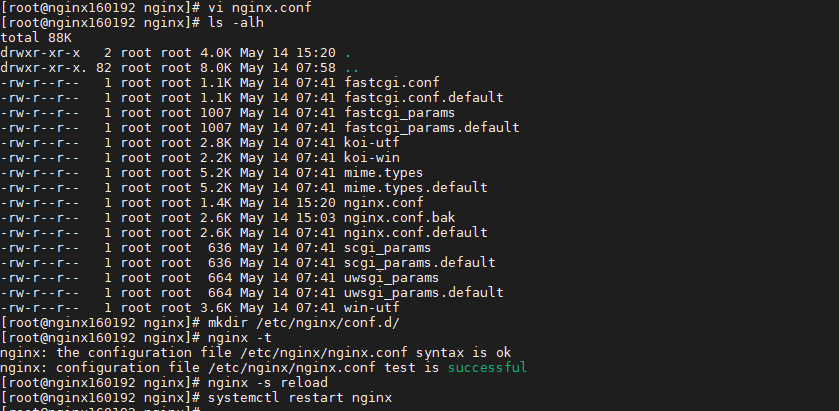 [root@nginx160192 nginx]# vi nginx.conf
[root@nginx160192 nginx]# ls -alh
total 88K
drwxr-xr-x   2 root root 4.0K May 14 15:20 .
drwxr-xr-x. 82 root root 8.0K May 14 07:58 ..
-rw-r--r--   1 root root 1.1K May 14 07:41 fastcgi.conf
-rw-r--r--   1 root root 1.1K May 14 07:41 fastcgi.conf.default
-rw-r--r--   1 root root 1007 May 14 07:41 fastcgi_params
-rw-r--r--   1 root root 1007 May 14 07:41 fastcgi_params.default
-rw-r--r--   1 root root 2.8K May 14 07:41 koi-utf
-rw-r--r--   1 root root 2.2K May 14 07:41 koi-win
-rw-r--r--   1 root root 5.2K May 14 07:41 mime.types
-rw-r--r--   1 root root 5.2K May 14 07:41 mime.types.default
-rw-r--r--   1 root root 1.4K May 14 15:20 nginx.conf
-rw-r--r--   1 root root 2.6K May 14 15:03 nginx.conf.bak
-rw-r--r--   1 root root 2.6K May 14 07:41 nginx.conf.default
-rw-r--r--   1 root root  636 May 14 07:41 scgi_params
-rw-r--r--   1 root root  636 May 14 07:41 scgi_params.default
-rw-r--r--   1 root root  664 May 14 07:41 uwsgi_params
-rw-r--r--   1 root root  664 May 14 07:41 uwsgi_params.default
-rw-r--r--   1 root root 3.6K May 14 07:41 win-utf
[root@nginx160192 nginx]# mkdir /etc/nginx/conf.d/
[root@nginx160192 nginx]# nginx -t
nginx: the configuration file /etc/nginx/nginx.conf syntax is ok
nginx: configuration file /etc/nginx/nginx.conf test is successful
[root@nginx160192 nginx]# nginx -s reload
[root@nginx160192 nginx]# systemctl restart nginx